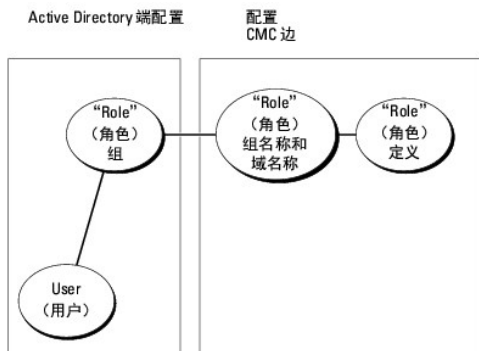 Active Directory 端配置
配置
CMC 边
“Role”
（角色）
组
“Role”
（角色）
组名称和
域名称
“Role”
（角色）
定义
User
（用户）